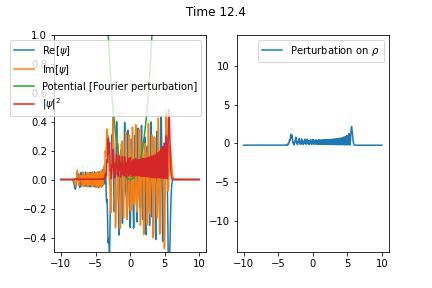 Time 12.4
Re[ψ]
Im[ψ]
Potential [Fourier perturbation]
|ψ|²
1.0
0.8
0.6
0.4
0.2
0.0
−0.2
−0.4
−10 −5 0 5 10
Perturbation on ρ
10
5
0
−5
−10
−10 −5 0 5 10